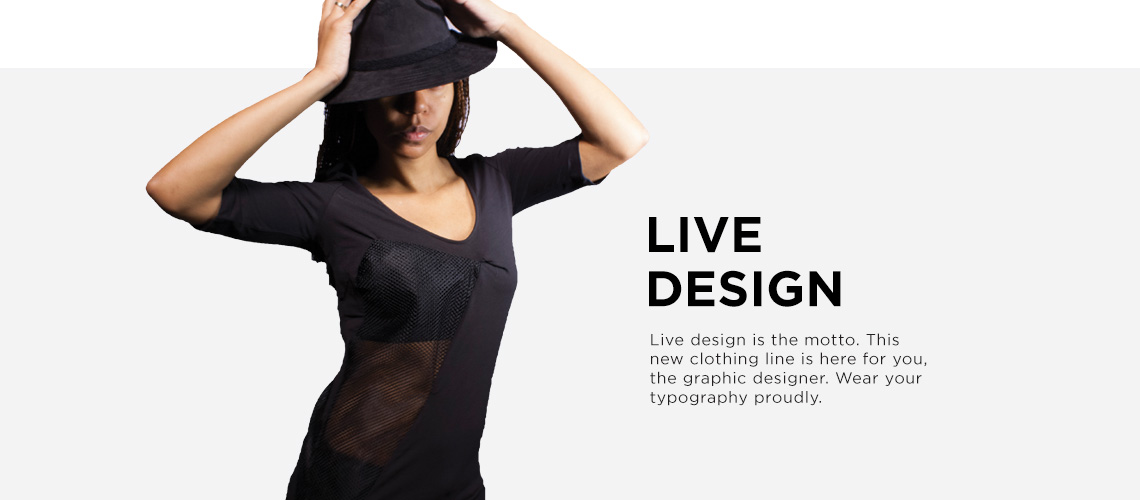 LIVE
DESIGN
Live design is the motto. This
new clothing line is here for you,
the graphic designer. Wear your
typography proudly.